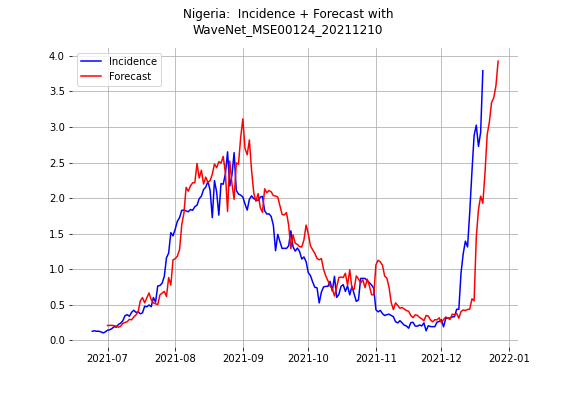 Nigeria:  Incidence + Forecast with
WaveNet_MSE00124_20211210
Incidence
Forecast
4.0
3.5
3.0
2.5
2.0
1.5
1.0
0.5
0.0
2021-07 2021-08 2021-09 2021-10 2021-11 2021-12 2022-01